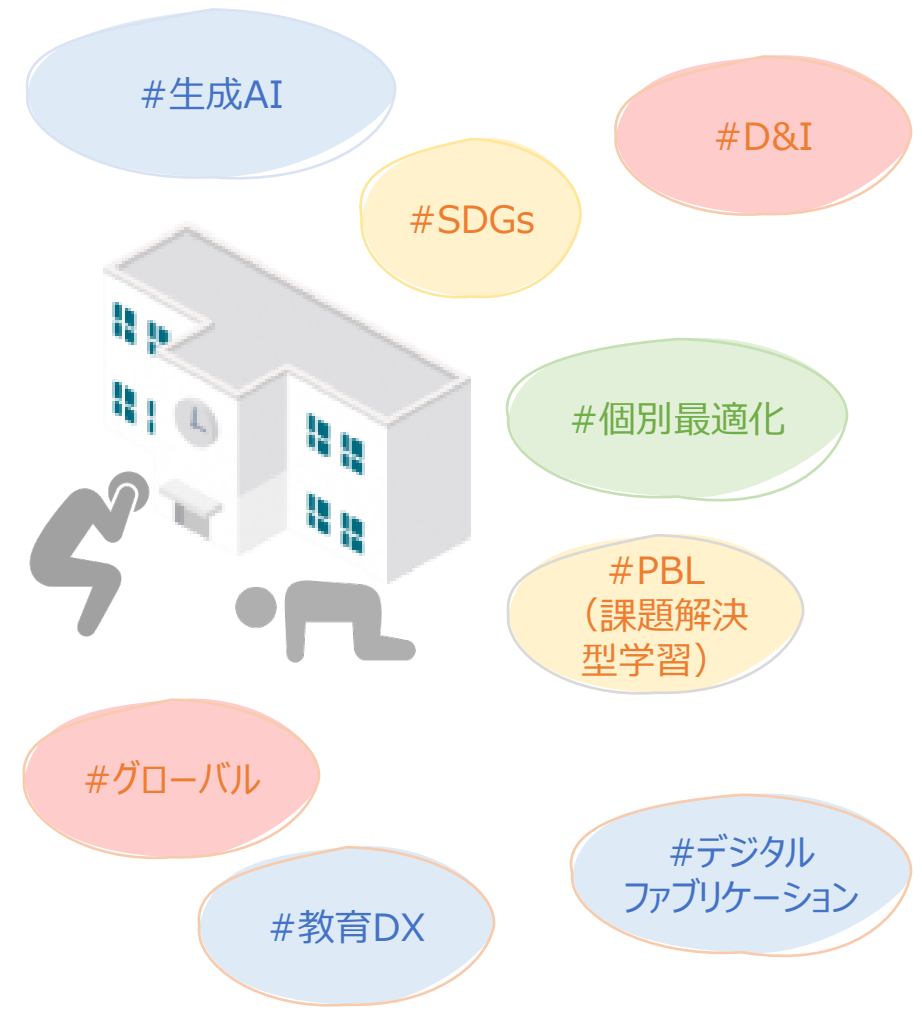 #生成AI
#D&I
#SDGs
#個別最適化
#PBL
（課題解決
型学習）
#グローバル
#デジタル
ファブリケーション
#教育DX